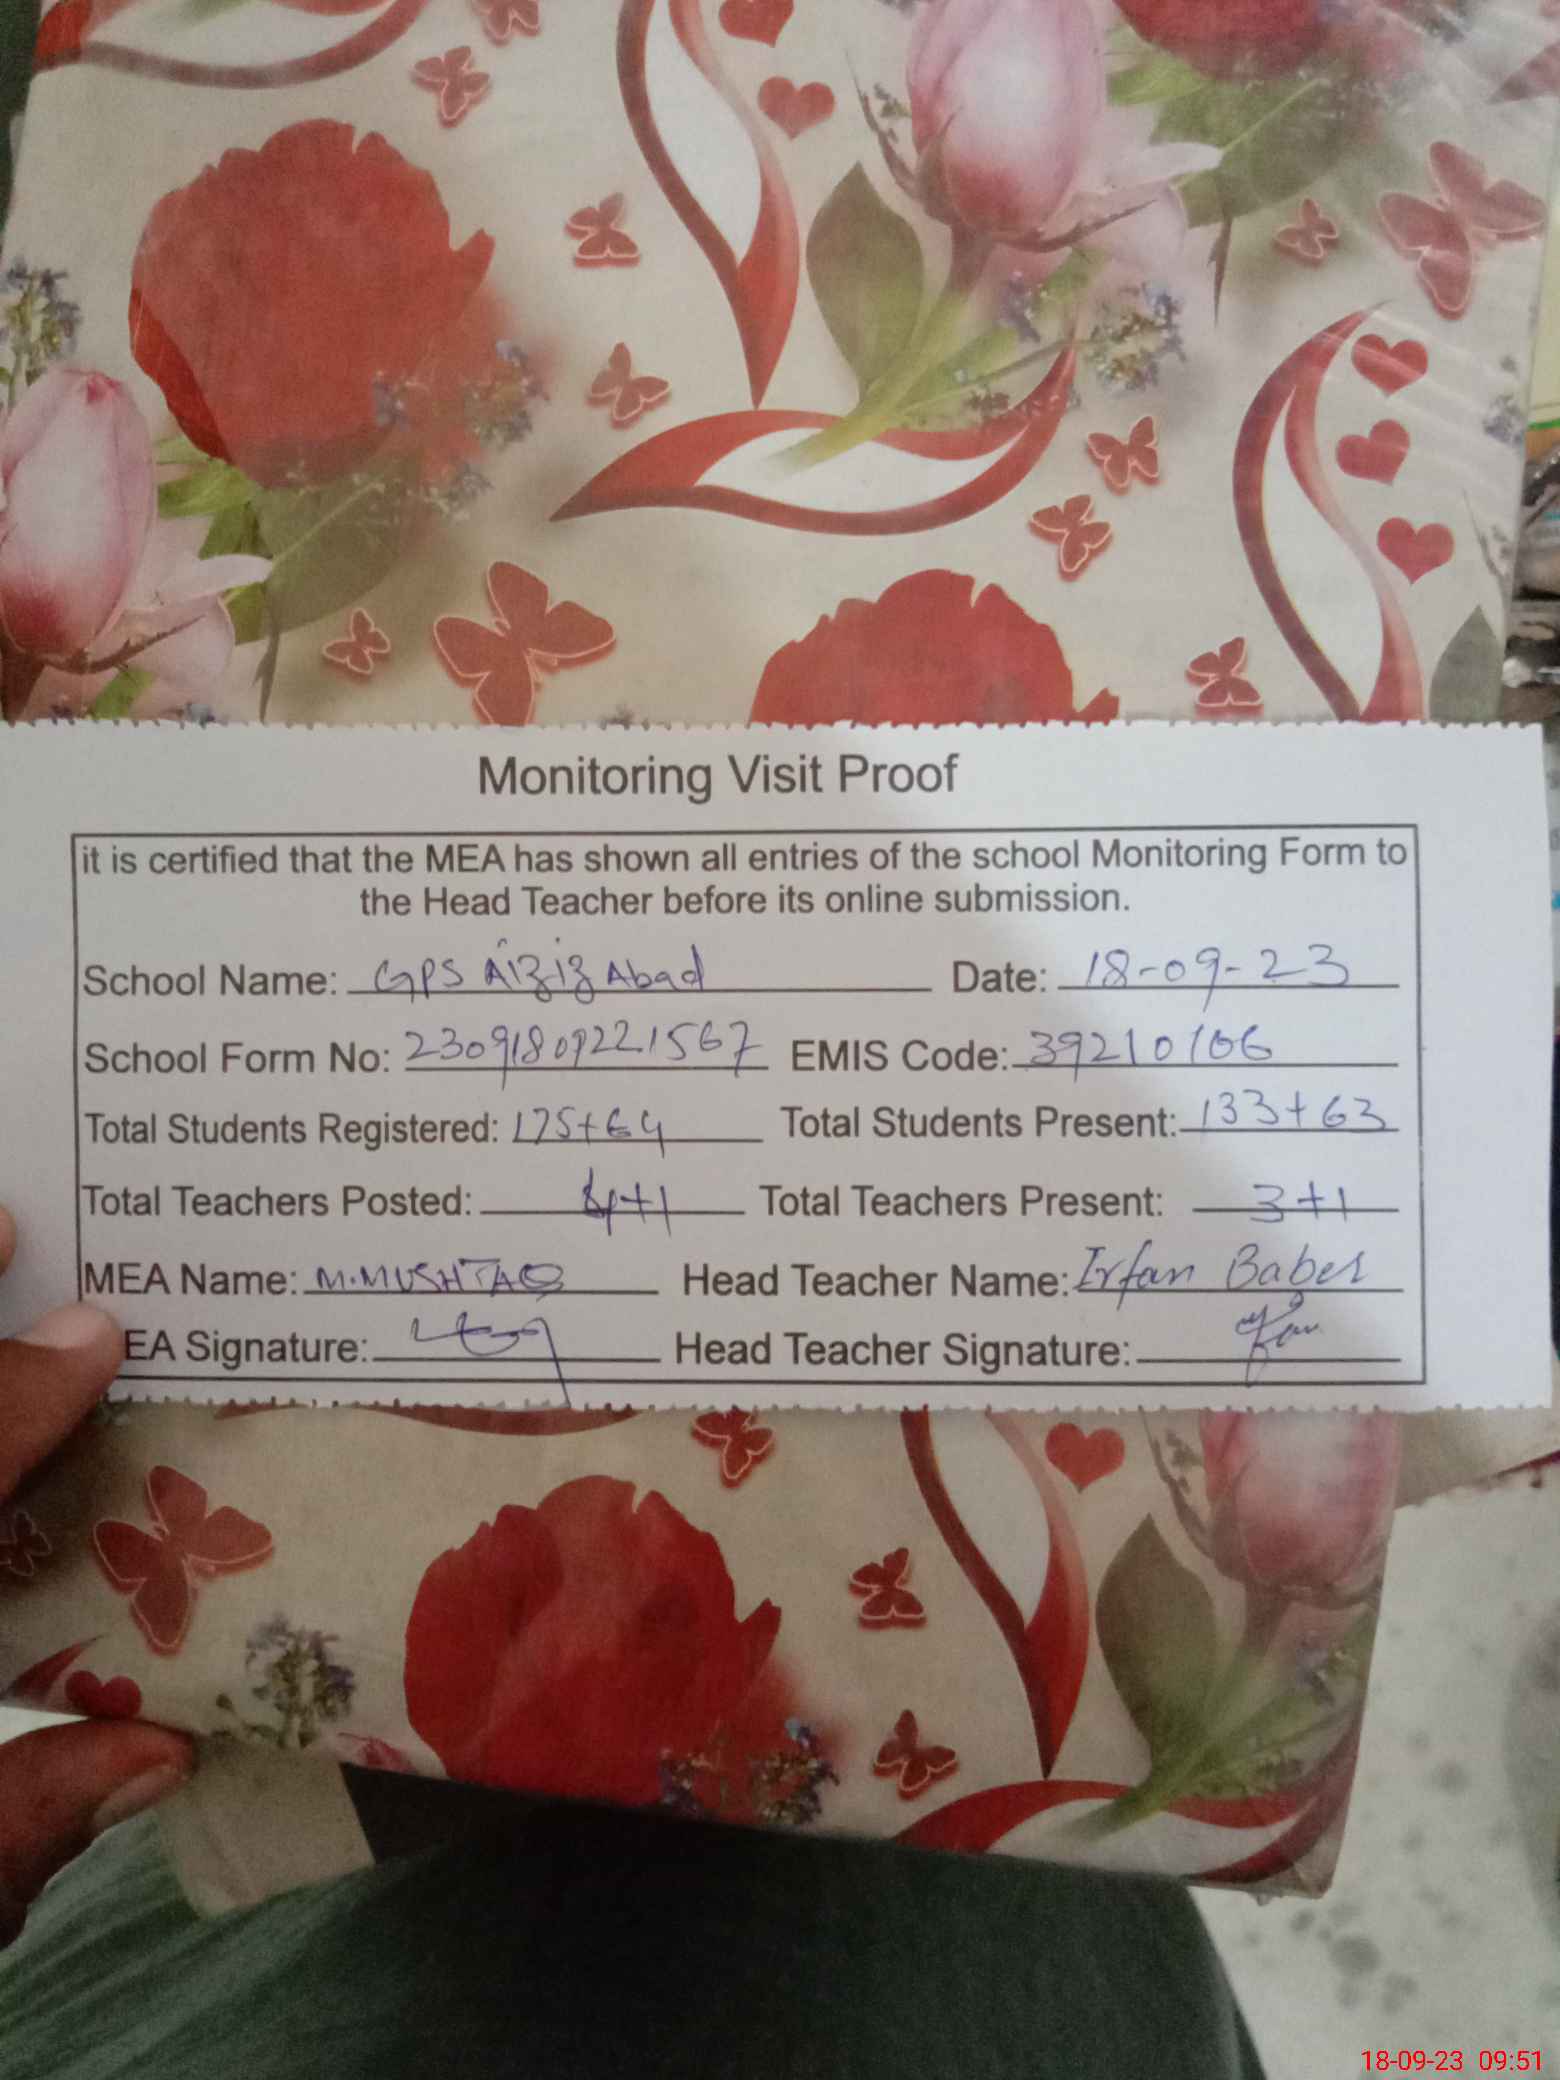 Monitoring Visit Proof
it is certified that the MEA has shown all entries of the school Monitoring Form to
the Head Teacher before its online submission.
School Name: GPS Aiziz Abad Date: 18-09-23
School Form No: 23091809221567 EMIS Code: 39210106
Total Students Registered: 175+64 Total Students Present: 133+63
Total Teachers Posted: +1 Total Teachers Present: 3+1
MEA Name: M.MUSHTAQ Head Teacher Name: Irfan Baber
EA Signature: Head Teacher Signature:
18-09-23 09:51